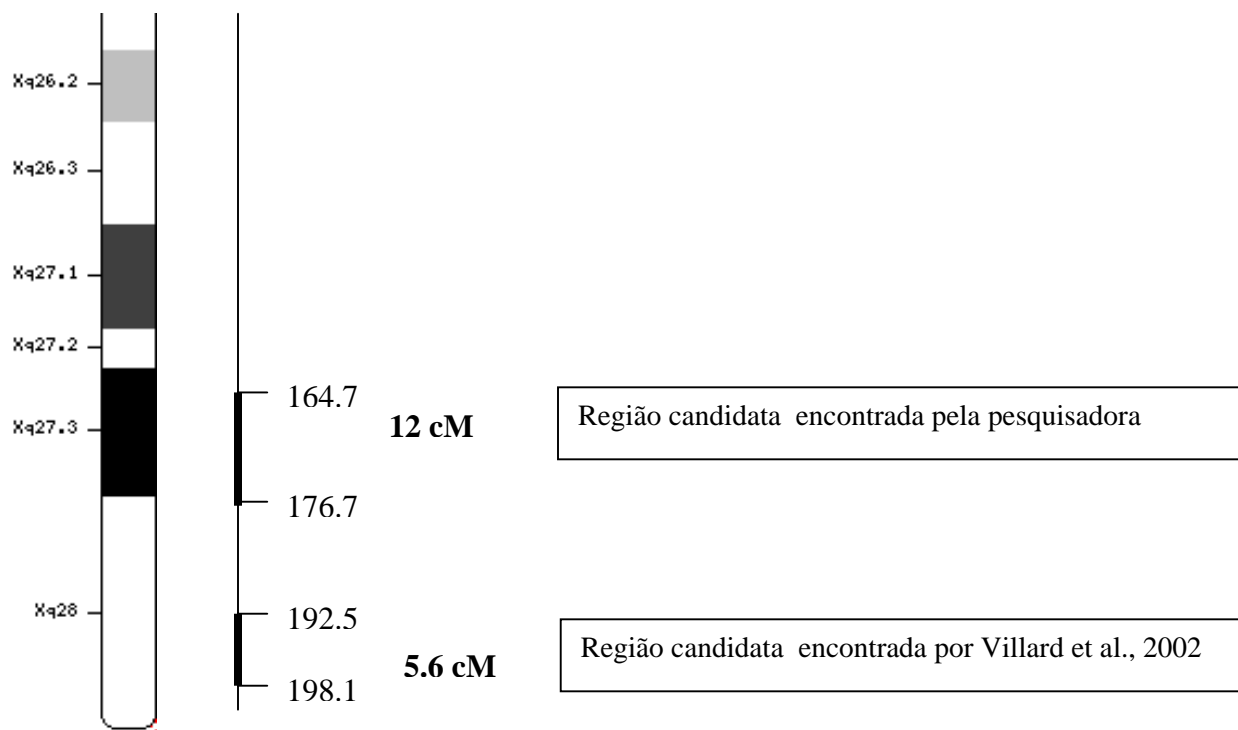 Xq26.2
Xq26.3
Xq27.1
Xq27.2
164.7
Região candidata encontrada pela pesquisadora
Xq27.3
12 cM
176.7
Xq28
192.5
Região candidata encontrada por Villard et al., 2002
5.6 cM
198.1